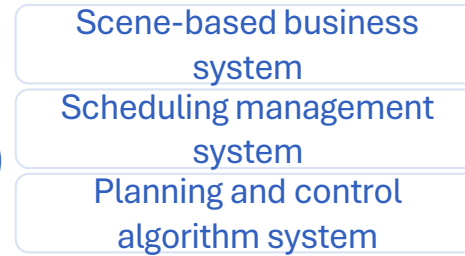 Scene-based business
system
Scheduling management
system
Planning and control
algorithm system